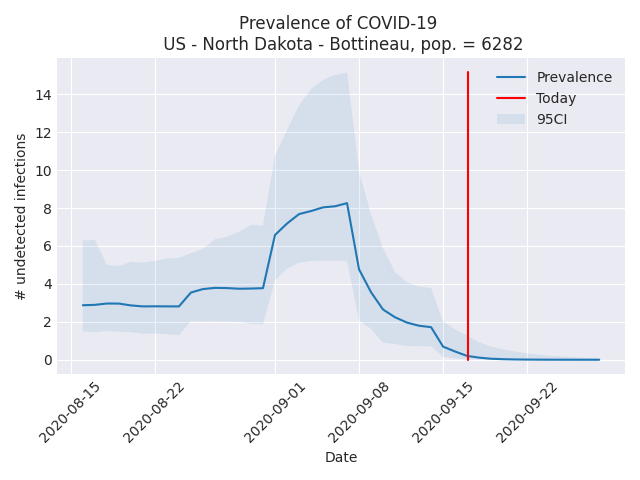 Prevalence of COVID-19
US - North Dakota - Bottineau, pop. = 6282
Prevalence
Today
95CI
# undetected infections
14
12
10
8
6
4
2
0
2020-08-15
2020-08-22
2020-09-01
2020-09-08
2020-09-15
2020-09-22
Date